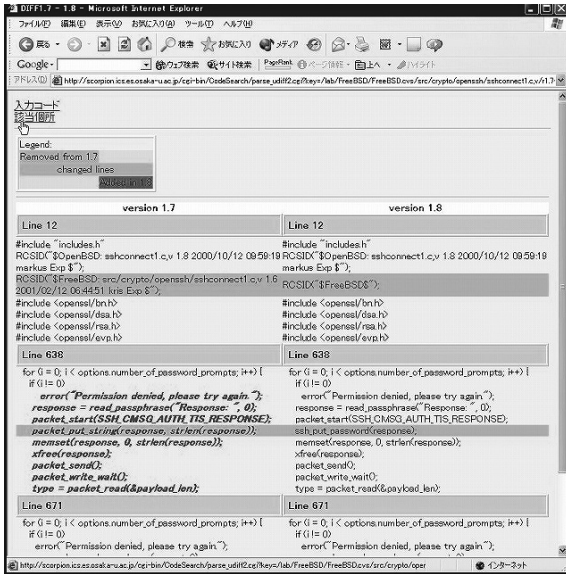 DIFF1.7 - 1.8 - Microsoft Internet Explorer
ファイル(F) 編集(E) 表示(V) お気に入り(A) ツール(T) ヘルプ(H)
戻る 検索 お気に入り メディア
Google ウェブ検索 サイト検索 PageRank ページ情報 上へ ハイライト
アドレス(D) http://scorpion.ics.es.osaka-u.ac.jp/cgi-bin/CodeSearch/parse_udiff2.cgi?key=/lab/FreeBSD/FreeBSD.cvs/src/crypto/openssh/sshconnect1.c,v/r1.7
入力コード
該当個所
Legend:
Removed from 1.7
changed lines
Added in 1.8
version 1.7 version 1.8
Line 12 Line 12
#include "includes.h" #include "includes.h"
RCSID("$OpenBSD: sshconnect1.c,v 1.8 2000/10/12 09:59:19 RCSID("$OpenBSD: sshconnect1.c,v 1.8 2000/10/12 09:59:19
markus Exp $"); markus Exp $");
RCSID("$FreeBSD: src/crypto/openssh/sshconnect1.c,v 1.6 RCSID("$FreeBSD$");
2001/02/12 06:44:51 kris Exp $");
#include <openssl/bn.h> #include <openssl/bn.h>
#include <openssl/dsa.h> #include <openssl/dsa.h>
#include <openssl/rsa.h> #include <openssl/rsa.h>
#include <openssl/evp.h> #include <openssl/evp.h>
Line 638 Line 638
for (i = 0; i < options.number_of_password_prompts; i++) { for (i = 0; i < options.number_of_password_prompts; i++) {
if (i != 0) if (i != 0)
error("Permission denied, please try again."); error("Permission denied, please try again.");
response = read_passphrase("Response: ", 0); response = read_passphrase("Response: ", 0);
packet_start(SSH_CMSG_AUTH_TIS_RESPONSE); packet_start(SSH_CMSG_AUTH_TIS_RESPONSE);
packet_put_string(response, strlen(response)); ssh_put_password(response);
memset(response, 0, strlen(response)); memset(response, 0, strlen(response));
xfree(response); xfree(response);
packet_send(); packet_send();
packet_write_wait(); packet_write_wait();
type = packet_read(&payload_len); type = packet_read(&payload_len);
Line 671 Line 671
for (i = 0; i < options.number_of_password_prompts; i++) { for (i = 0; i < options.number_of_password_prompts; i++) {
if (i != 0) if (i != 0)
error("Permission denied, please try again."); error("Permission denied, please try again.");
http://scorpion.ics.es.osaka-u.ac.jp/cgi-bin/CodeSearch/parse_udiff2.cgi?key=/lab/FreeBSD/FreeBSD.cvs/src/crypto/oper インターネット